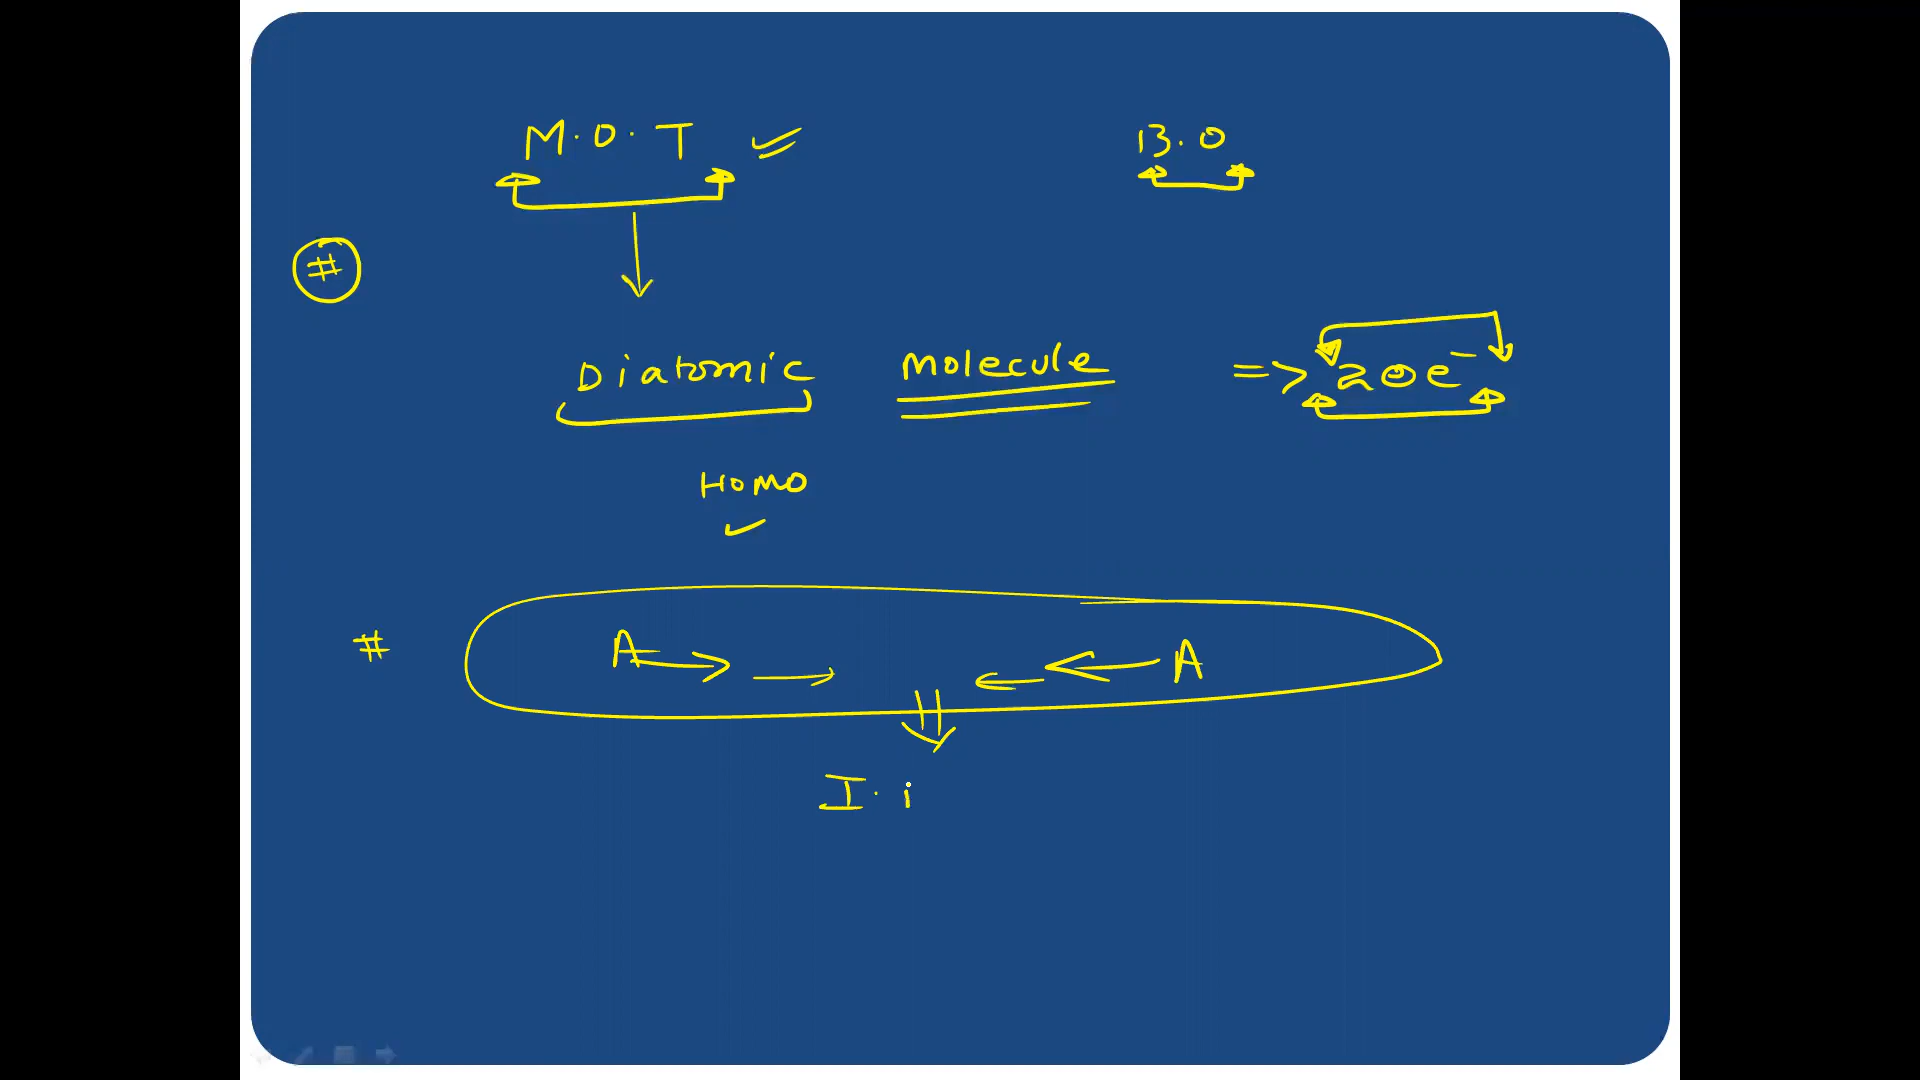 M.O.T 13.0
#
Diatomic molecule => 20e⁻
Homo
# A A
I. i